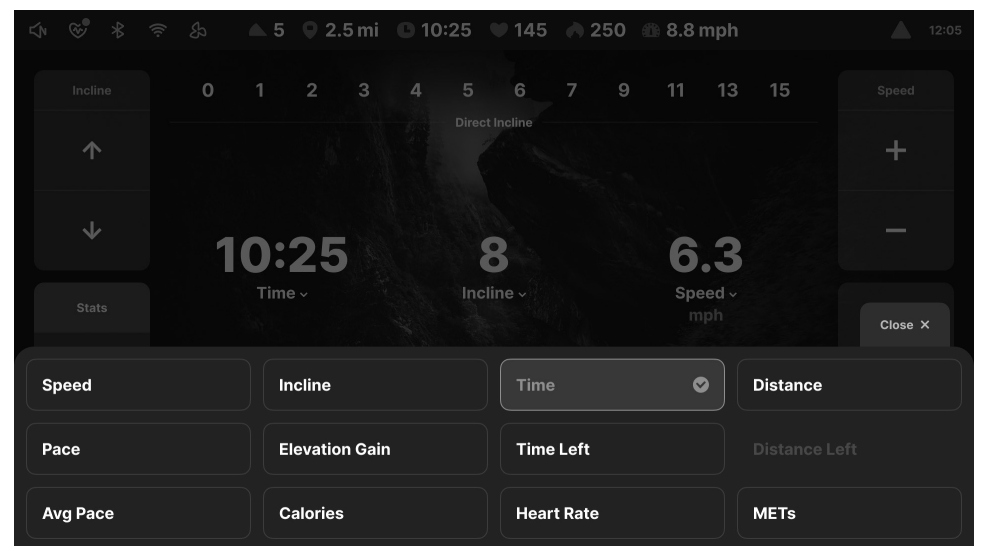 5 2.5 mi 10:25 145 250 8.8 mph 12:05
Incline 0 1 2 3 4 5 6 7 9 11 13 15 Speed
Direct Incline
10:25 8 6.3
Time Incline Speed
mph
Stats
Close
Speed Incline Time Distance
Pace Elevation Gain Time Left Distance Left
Avg Pace Calories Heart Rate METs